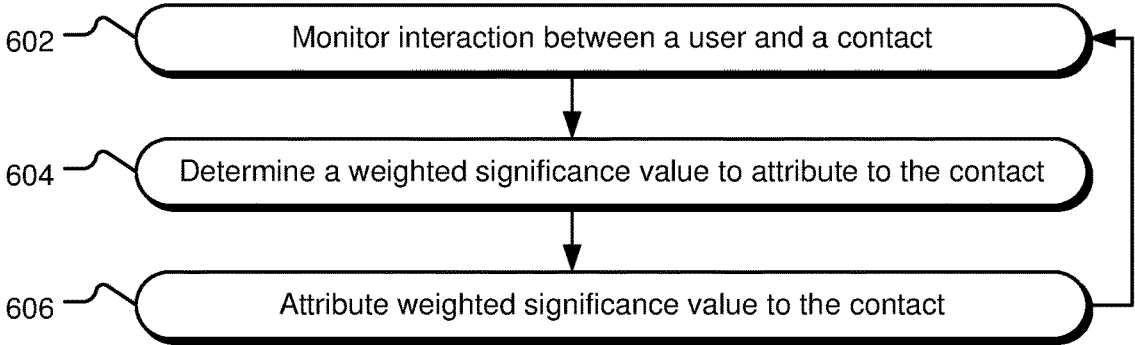 602 Monitor interaction between a user and a contact
604 Determine a weighted significance value to attribute to the contact
606 Attribute weighted significance value to the contact